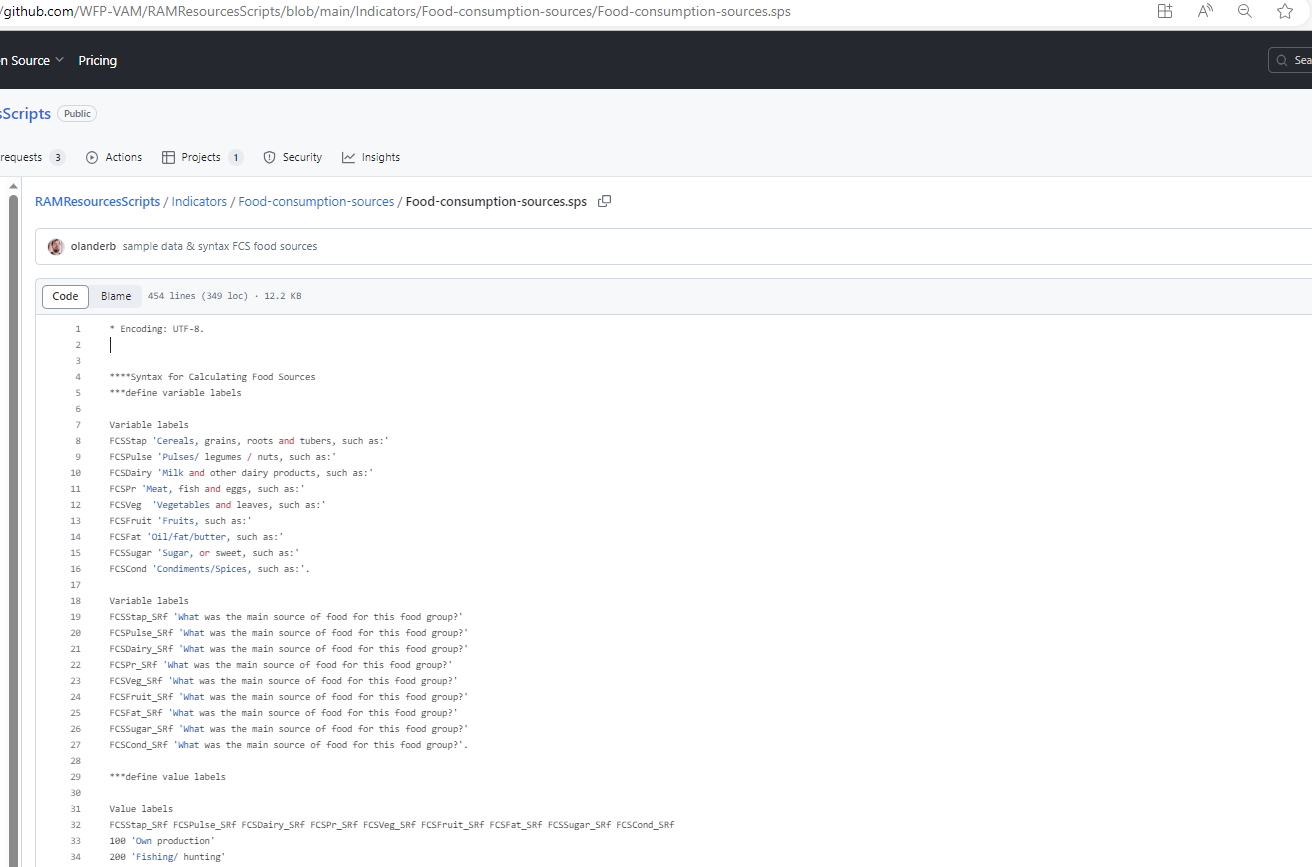 /github.com/WFP-VAM/RAMResourcesScripts/blob/main/Indicators/Food-consumption-sources/Food-consumption-sources.sps
n Source Pricing Sea
sScripts Public
requests 3 Actions Projects 1 Security Insights
RAMResourcesScripts / Indicators / Food-consumption-sources / Food-consumption-sources.sps
olanderb sample data & syntax FCS food sources
Code Blame 454 lines (349 loc) · 12.2 KB
1 * Encoding: UTF-8.
2
3
4 ****Syntax for Calculating Food Sources
5 ***define variable labels
6
7 Variable labels
8 FCSStap 'Cereals, grains, roots and tubers, such as:'
9 FCSPulse 'Pulses/ legumes / nuts, such as:'
10 FCSDairy 'Milk and other dairy products, such as:'
11 FCSPr 'Meat, fish and eggs, such as:'
12 FCSVeg  'Vegetables and leaves, such as:'
13 FCSFruit 'Fruits, such as:'
14 FCSFat 'Oil/fat/butter, such as:'
15 FCSSugar 'Sugar, or sweet, such as:'
16 FCSCond 'Condiments/Spices, such as:'.
17
18 Variable labels
19 FCSStap_SRf 'What was the main source of food for this food group?'
20 FCSPulse_SRf 'What was the main source of food for this food group?'
21 FCSDairy_SRf 'What was the main source of food for this food group?'
22 FCSPr_SRf 'What was the main source of food for this food group?'
23 FCSVeg_SRf 'What was the main source of food for this food group?'
24 FCSFruit_SRf 'What was the main source of food for this food group?'
25 FCSFat_SRf 'What was the main source of food for this food group?'
26 FCSSugar_SRf 'What was the main source of food for this food group?'
27 FCSCond_SRf 'What was the main source of food for this food group?'.
28
29 ***define value labels
30
31 Value labels
32 FCSStap_SRf FCSPulse_SRf FCSDairy_SRf FCSPr_SRf FCSVeg_SRf FCSFruit_SRf FCSFat_SRf FCSSugar_SRf FCSCond_SRf
33 100 'Own production'
34 200 'Fishing/ hunting'